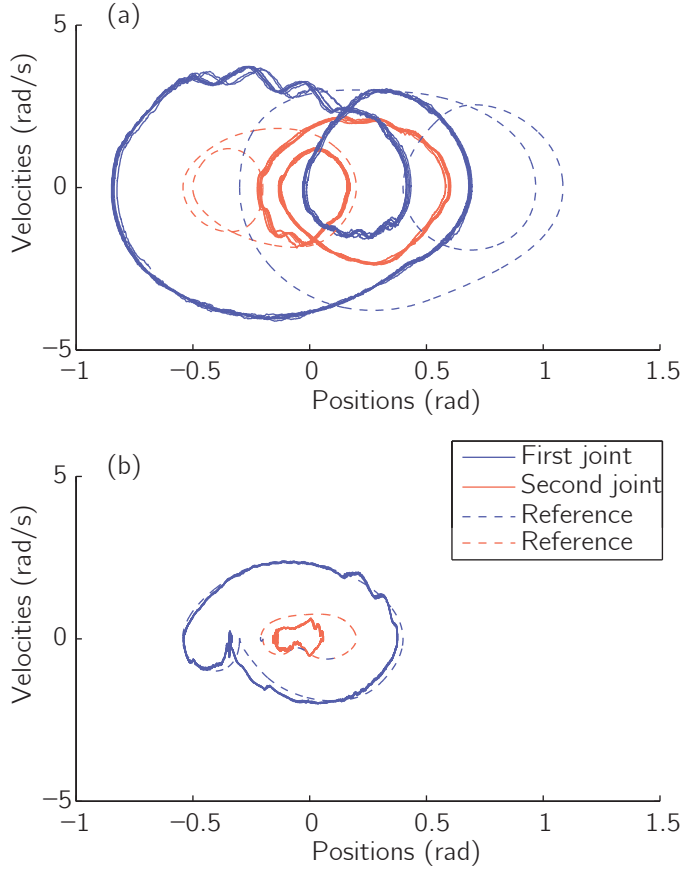 (a)
5
0
−5
Velocities (rad/s)
−1 −0.5 0 0.5 1 1.5
Positions (rad)
(b)
First joint
Second joint
Reference
Reference
5
0
−5
Velocities (rad/s)
−1 −0.5 0 0.5 1 1.5
Positions (rad)